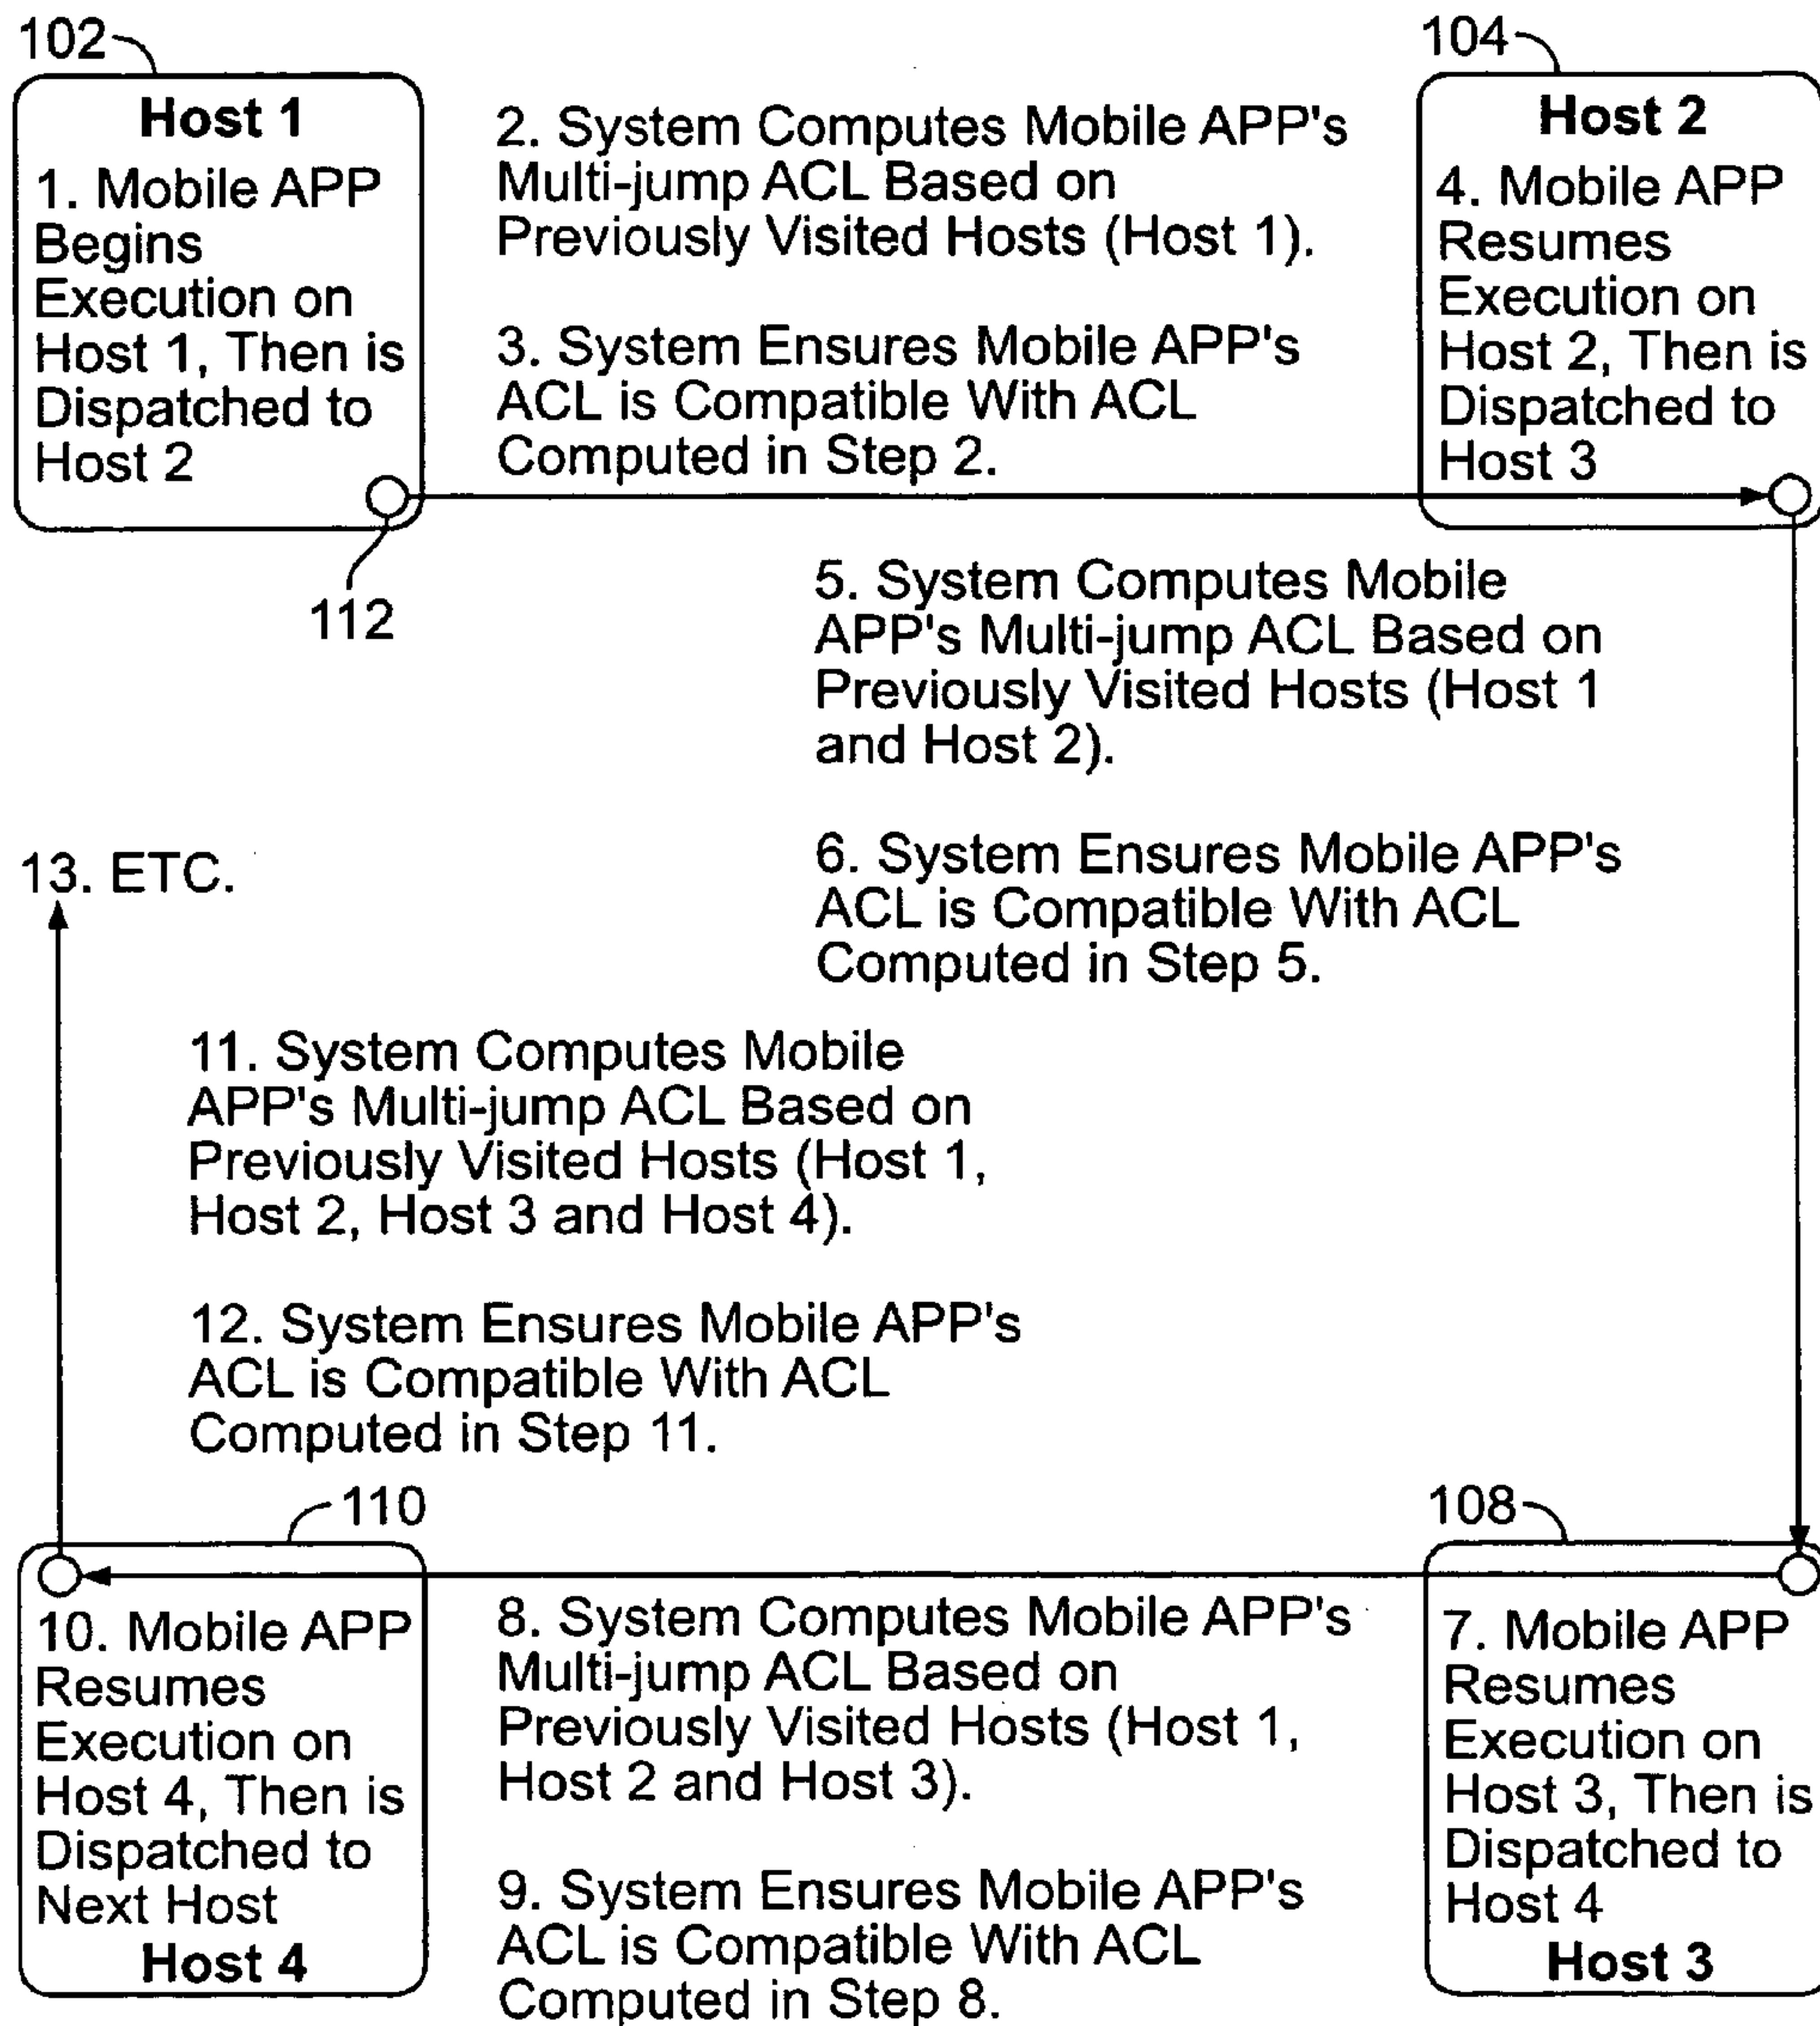 102
Host 1
1. Mobile APP
Begins
Execution on
Host 1, Then is
Dispatched to
Host 2
112
2. System Computes Mobile APP's
Multi-jump ACL Based on
Previously Visited Hosts (Host 1).
3. System Ensures Mobile APP's
ACL is Compatible With ACL
Computed in Step 2.
104
Host 2
4. Mobile APP
Resumes
Execution on
Host 2, Then is
Dispatched to
Host 3
5. System Computes Mobile
APP's Multi-jump ACL Based on
Previously Visited Hosts (Host 1
and Host 2).
6. System Ensures Mobile APP's
ACL is Compatible With ACL
Computed in Step 5.
108
7. Mobile APP
Resumes
Execution on
Host 3, Then is
Dispatched to
Host 4
Host 3
8. System Computes Mobile APP's
Multi-jump ACL Based on
Previously Visited Hosts (Host 1,
Host 2 and Host 3).
9. System Ensures Mobile APP's
ACL is Compatible With ACL
Computed in Step 8.
110
10. Mobile APP
Resumes
Execution on
Host 4, Then is
Dispatched to
Next Host
Host 4
11. System Computes Mobile
APP's Multi-jump ACL Based on
Previously Visited Hosts (Host 1,
Host 2, Host 3 and Host 4).
12. System Ensures Mobile APP's
ACL is Compatible With ACL
Computed in Step 11.
13. ETC.